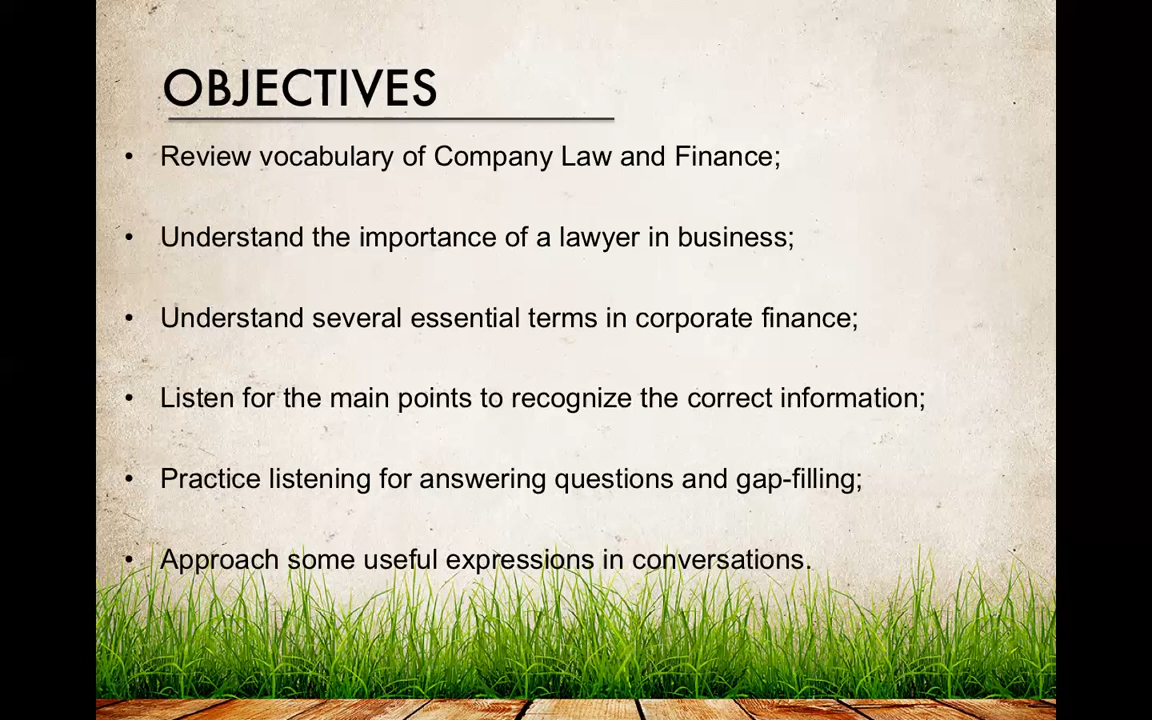 OBJECTIVES
• Review vocabulary of Company Law and Finance;
• Understand the importance of a lawyer in business;
• Understand several essential terms in corporate finance;
• Listen for the main points to recognize the correct information;
• Practice listening for answering questions and gap-filling;
• Approach some useful expressions in conversations.